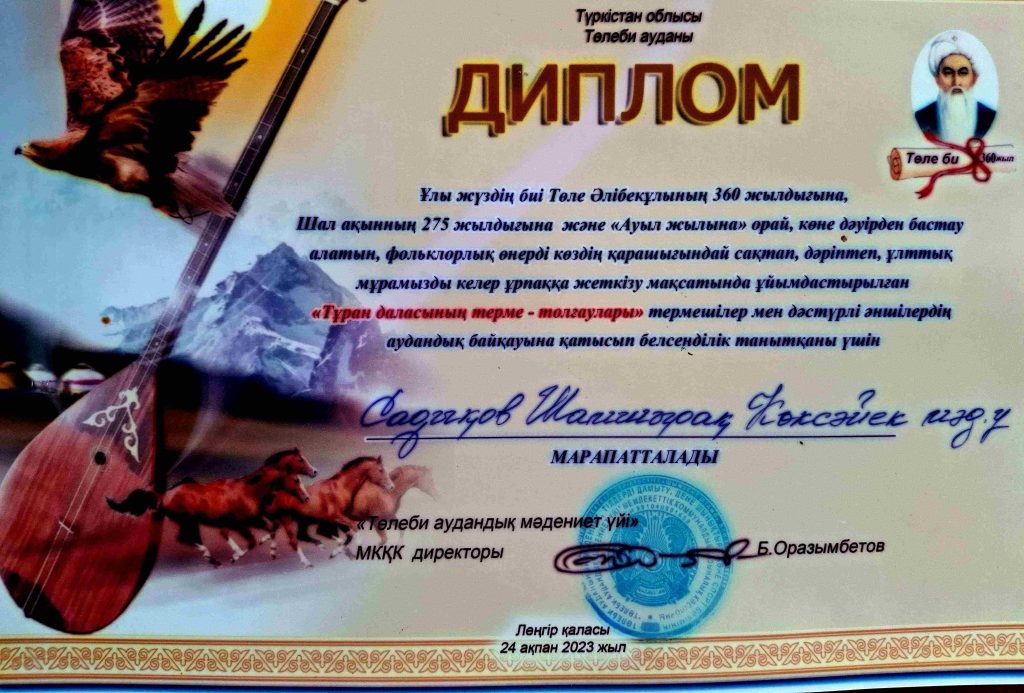 Түркістан облысы
Төлеби ауданы
ДИПЛОМ
Төле би 360 жыл
Ұлы жүздің биі Төле Әлібекұлының 360 жылдығына,
Шал ақынның 275 жылдығына және «Ауыл жылына» орай, көне дәуірден бастау
алатын, фольклорлық өнерді көздің қарашығындай сақтап, дәріптеп, ұлттық
мұрамызды келер ұрпаққа жеткізу мақсатында ұйымдастырылған
«Тұран даласының терме - толғаулары» термешілер мен дәстүрлі әншілердің
аудандық байқауына қатысып белсенділік танытқаны үшін
Садықов Шапырақ Көксәйек мәд.ү
МАРАПАТТАЛАДЫ
«Төлеби аудандық мәдениет үйі»
МКҚК директоры
Б.Оразымбетов
Леңгір қаласы
24 ақпан 2023 жыл